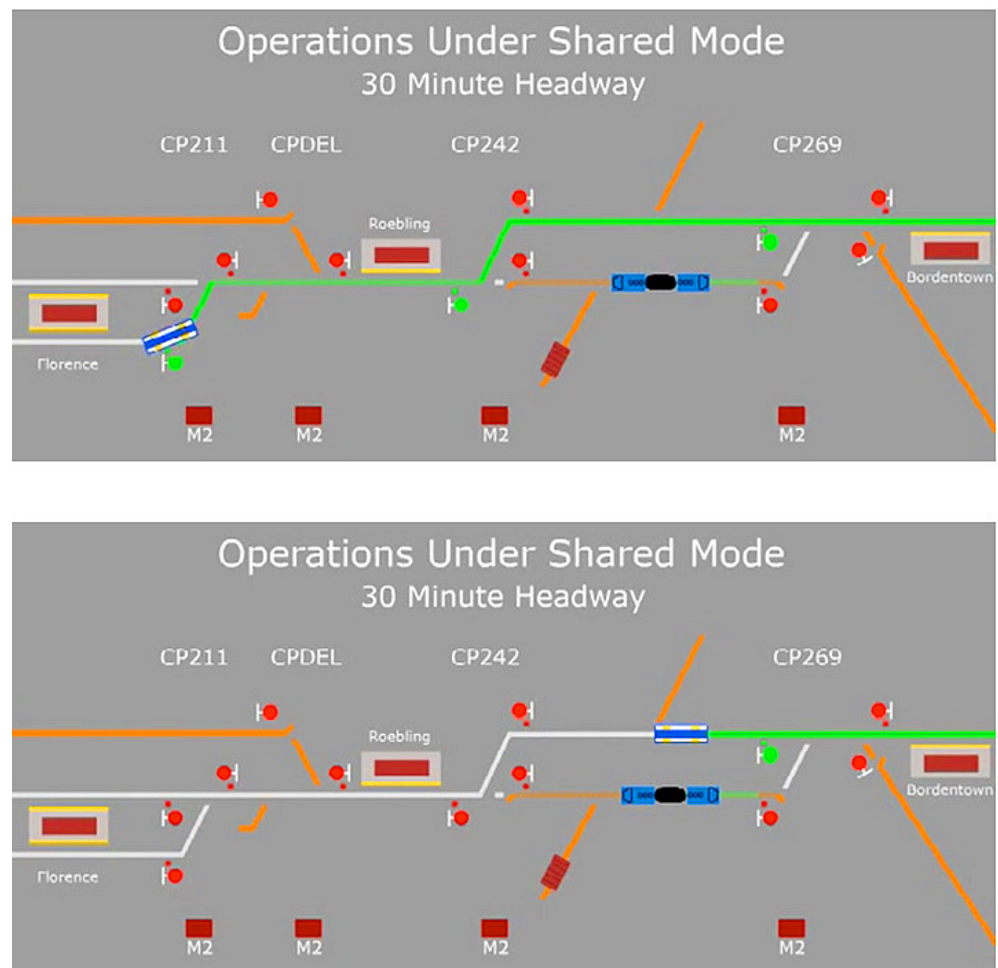 Operations Under Shared Mode
30 Minute Headway
CP211 CPDEL CP242 CP269
Roebling
Bordentown
Florence
M2 M2 M2 M2
Operations Under Shared Mode
30 Minute Headway
CP211 CPDEL CP242 CP269
Roebling
Bordentown
Florence
M2 M2 M2 M2